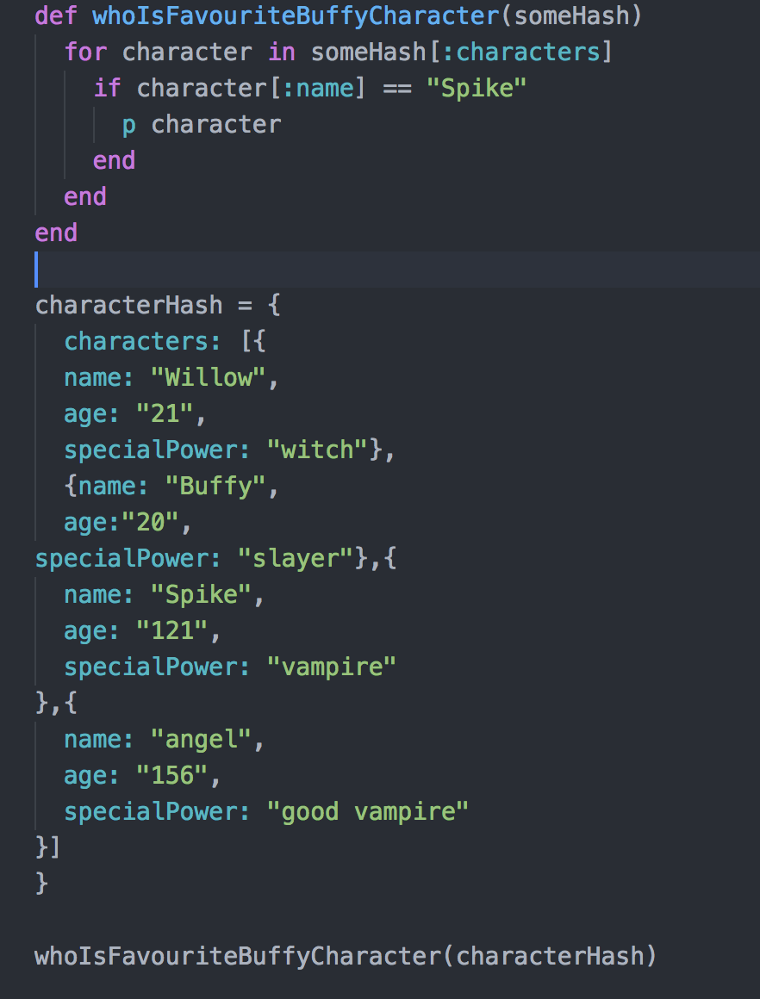 def whoIsFavouriteBuffyCharacter(someHash)
  for character in someHash[:characters]
    if character[:name] == "Spike"
      p character
    end
  end
end

characterHash = {
  characters: [{
  name: "Willow",
  age: "21",
  specialPower: "witch"},
  {name: "Buffy",
  age:"20",
specialPower: "slayer"},{
  name: "Spike",
  age: "121",
  specialPower: "vampire"
},{
  name: "angel",
  age: "156",
  specialPower: "good vampire"
}]
}

whoIsFavouriteBuffyCharacter(characterHash)